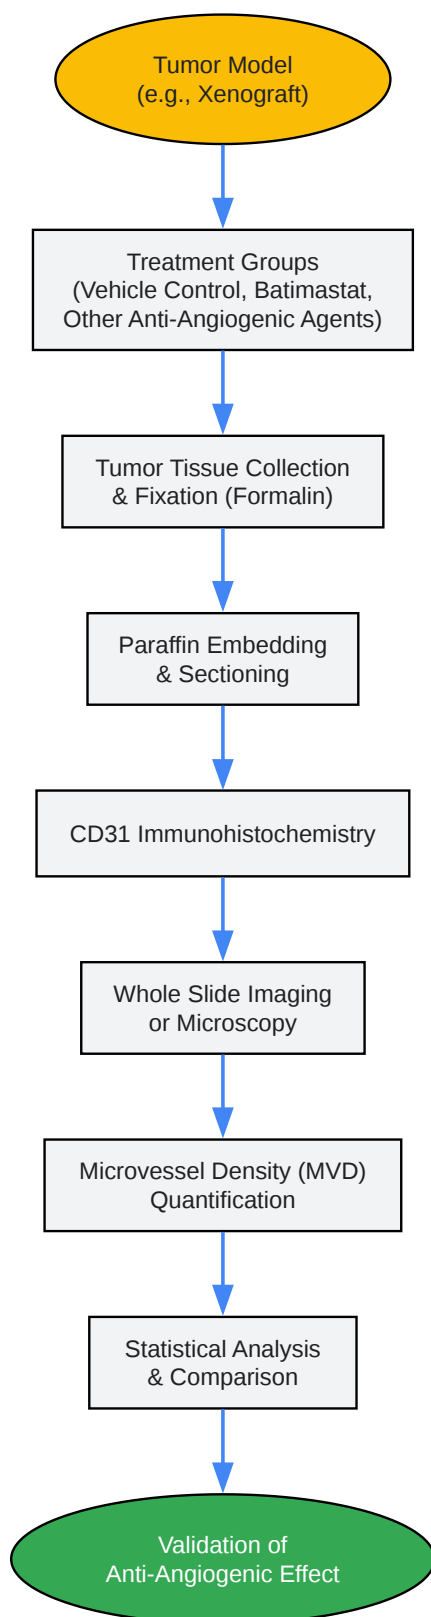 Tumor Model
(e.g., Xenograft)
Treatment Groups
(Vehicle Control, Batimastat,
Other Anti-Angiogenic Agents)
Tumor Tissue Collection
& Fixation (Formalin)
Paraffin Embedding
& Sectioning
CD31 Immunohistochemistry
Whole Slide Imaging
or Microscopy
Microvessel Density (MVD)
Quantification
Statistical Analysis
& Comparison
Validation of
Anti-Angiogenic Effect